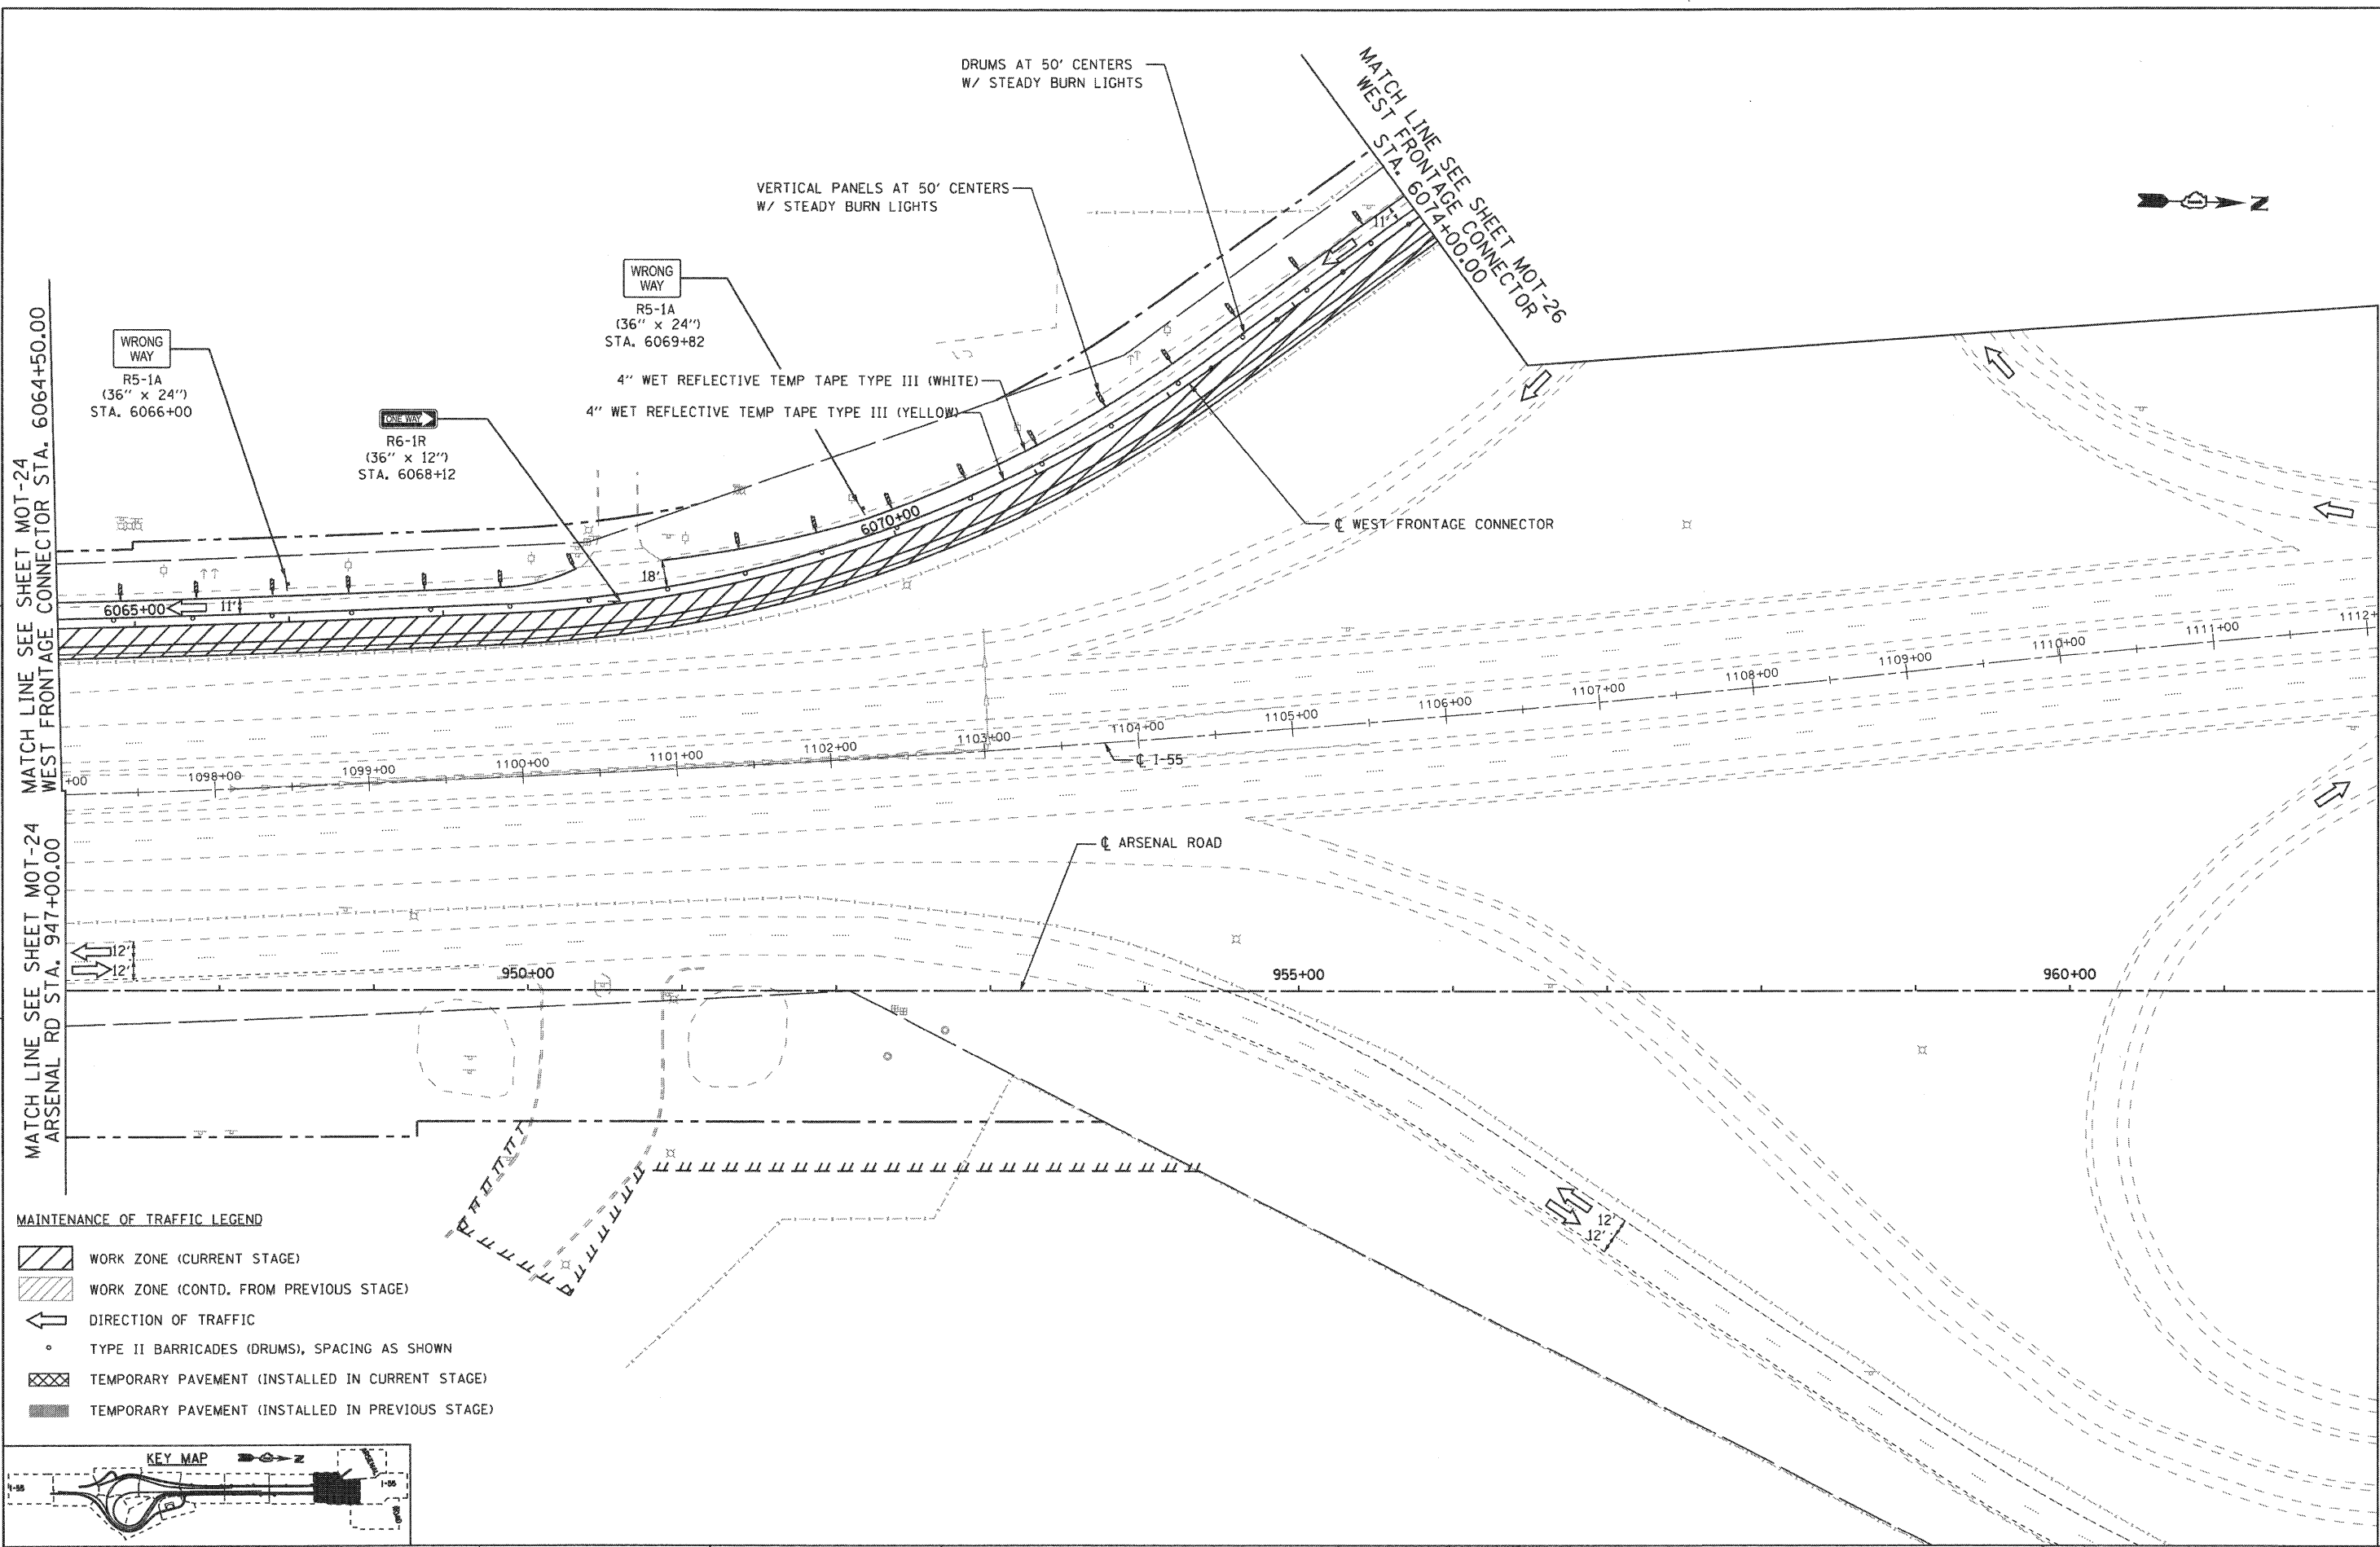 DRUMS AT 50' CENTERS
W/ STEADY BURN LIGHTS
MATCH LINE SEE SHEET MOT-26
WEST FRONTAGE CONNECTOR
STA. 6074+00.00
VERTICAL PANELS AT 50' CENTERS
W/ STEADY BURN LIGHTS
N
11'
WRONG
WAY
R5-1A
(36" x 24")
STA. 6069+82
WRONG
WAY
R5-1A
(36" x 24")
STA. 6066+00
4" WET REFLECTIVE TEMP TAPE TYPE III (WHITE)
4" WET REFLECTIVE TEMP TAPE TYPE III (YELLOW)
ONE WAY
R6-1R
(36" x 12")
STA. 6068+12
MATCH LINE SEE SHEET MOT-24
WEST FRONTAGE CONNECTOR STA. 6064+50.00
6070+00
℄ WEST FRONTAGE CONNECTOR
18'
6065+00
11'
+00
1098+00
1099+00
1100+00
1101+00
1102+00
1103+00
1104+00
1105+00
1106+00
1107+00
1108+00
1109+00
1110+00
1111+00
1112+
℄ I-55
℄ ARSENAL ROAD
MATCH LINE SEE SHEET MOT-24
ARSENAL RD STA. 947+00.00
12'
12'
950+00
955+00
960+00
12'
12'
MAINTENANCE OF TRAFFIC LEGEND
WORK ZONE (CURRENT STAGE)
WORK ZONE (CONTD. FROM PREVIOUS STAGE)
DIRECTION OF TRAFFIC
TYPE II BARRICADES (DRUMS), SPACING AS SHOWN
TEMPORARY PAVEMENT (INSTALLED IN CURRENT STAGE)
TEMPORARY PAVEMENT (INSTALLED IN PREVIOUS STAGE)
KEY MAP
N
I-55
I-55
ROAD